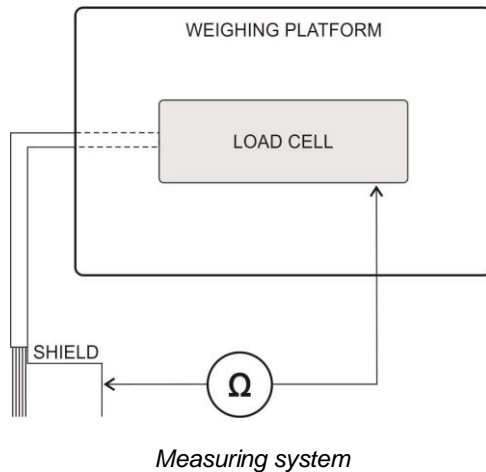 WEIGHING PLATFORM
LOAD CELL
SHIELD
Ω
Measuring system